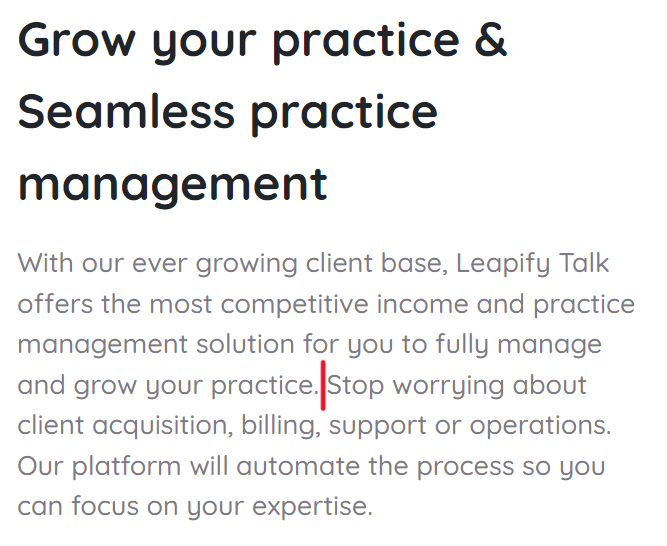 Grow your practice &
Seamless practice
management
With our ever growing client base, Leapify Talk
offers the most competitive income and practice
management solution for you to fully manage
and grow your practice. Stop worrying about
client acquisition, billing, support or operations.
Our platform will automate the process so you
can focus on your expertise.